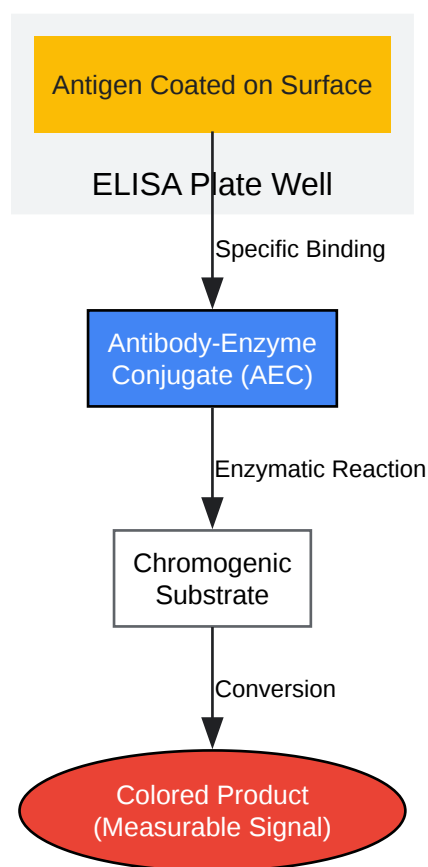 Antigen Coated on Surface
ELISA Plate Well
Specific Binding
Antibody-Enzyme
Conjugate (AEC)
Enzymatic Reaction
Chromogenic
Substrate
Conversion
Colored Product
(Measurable Signal)